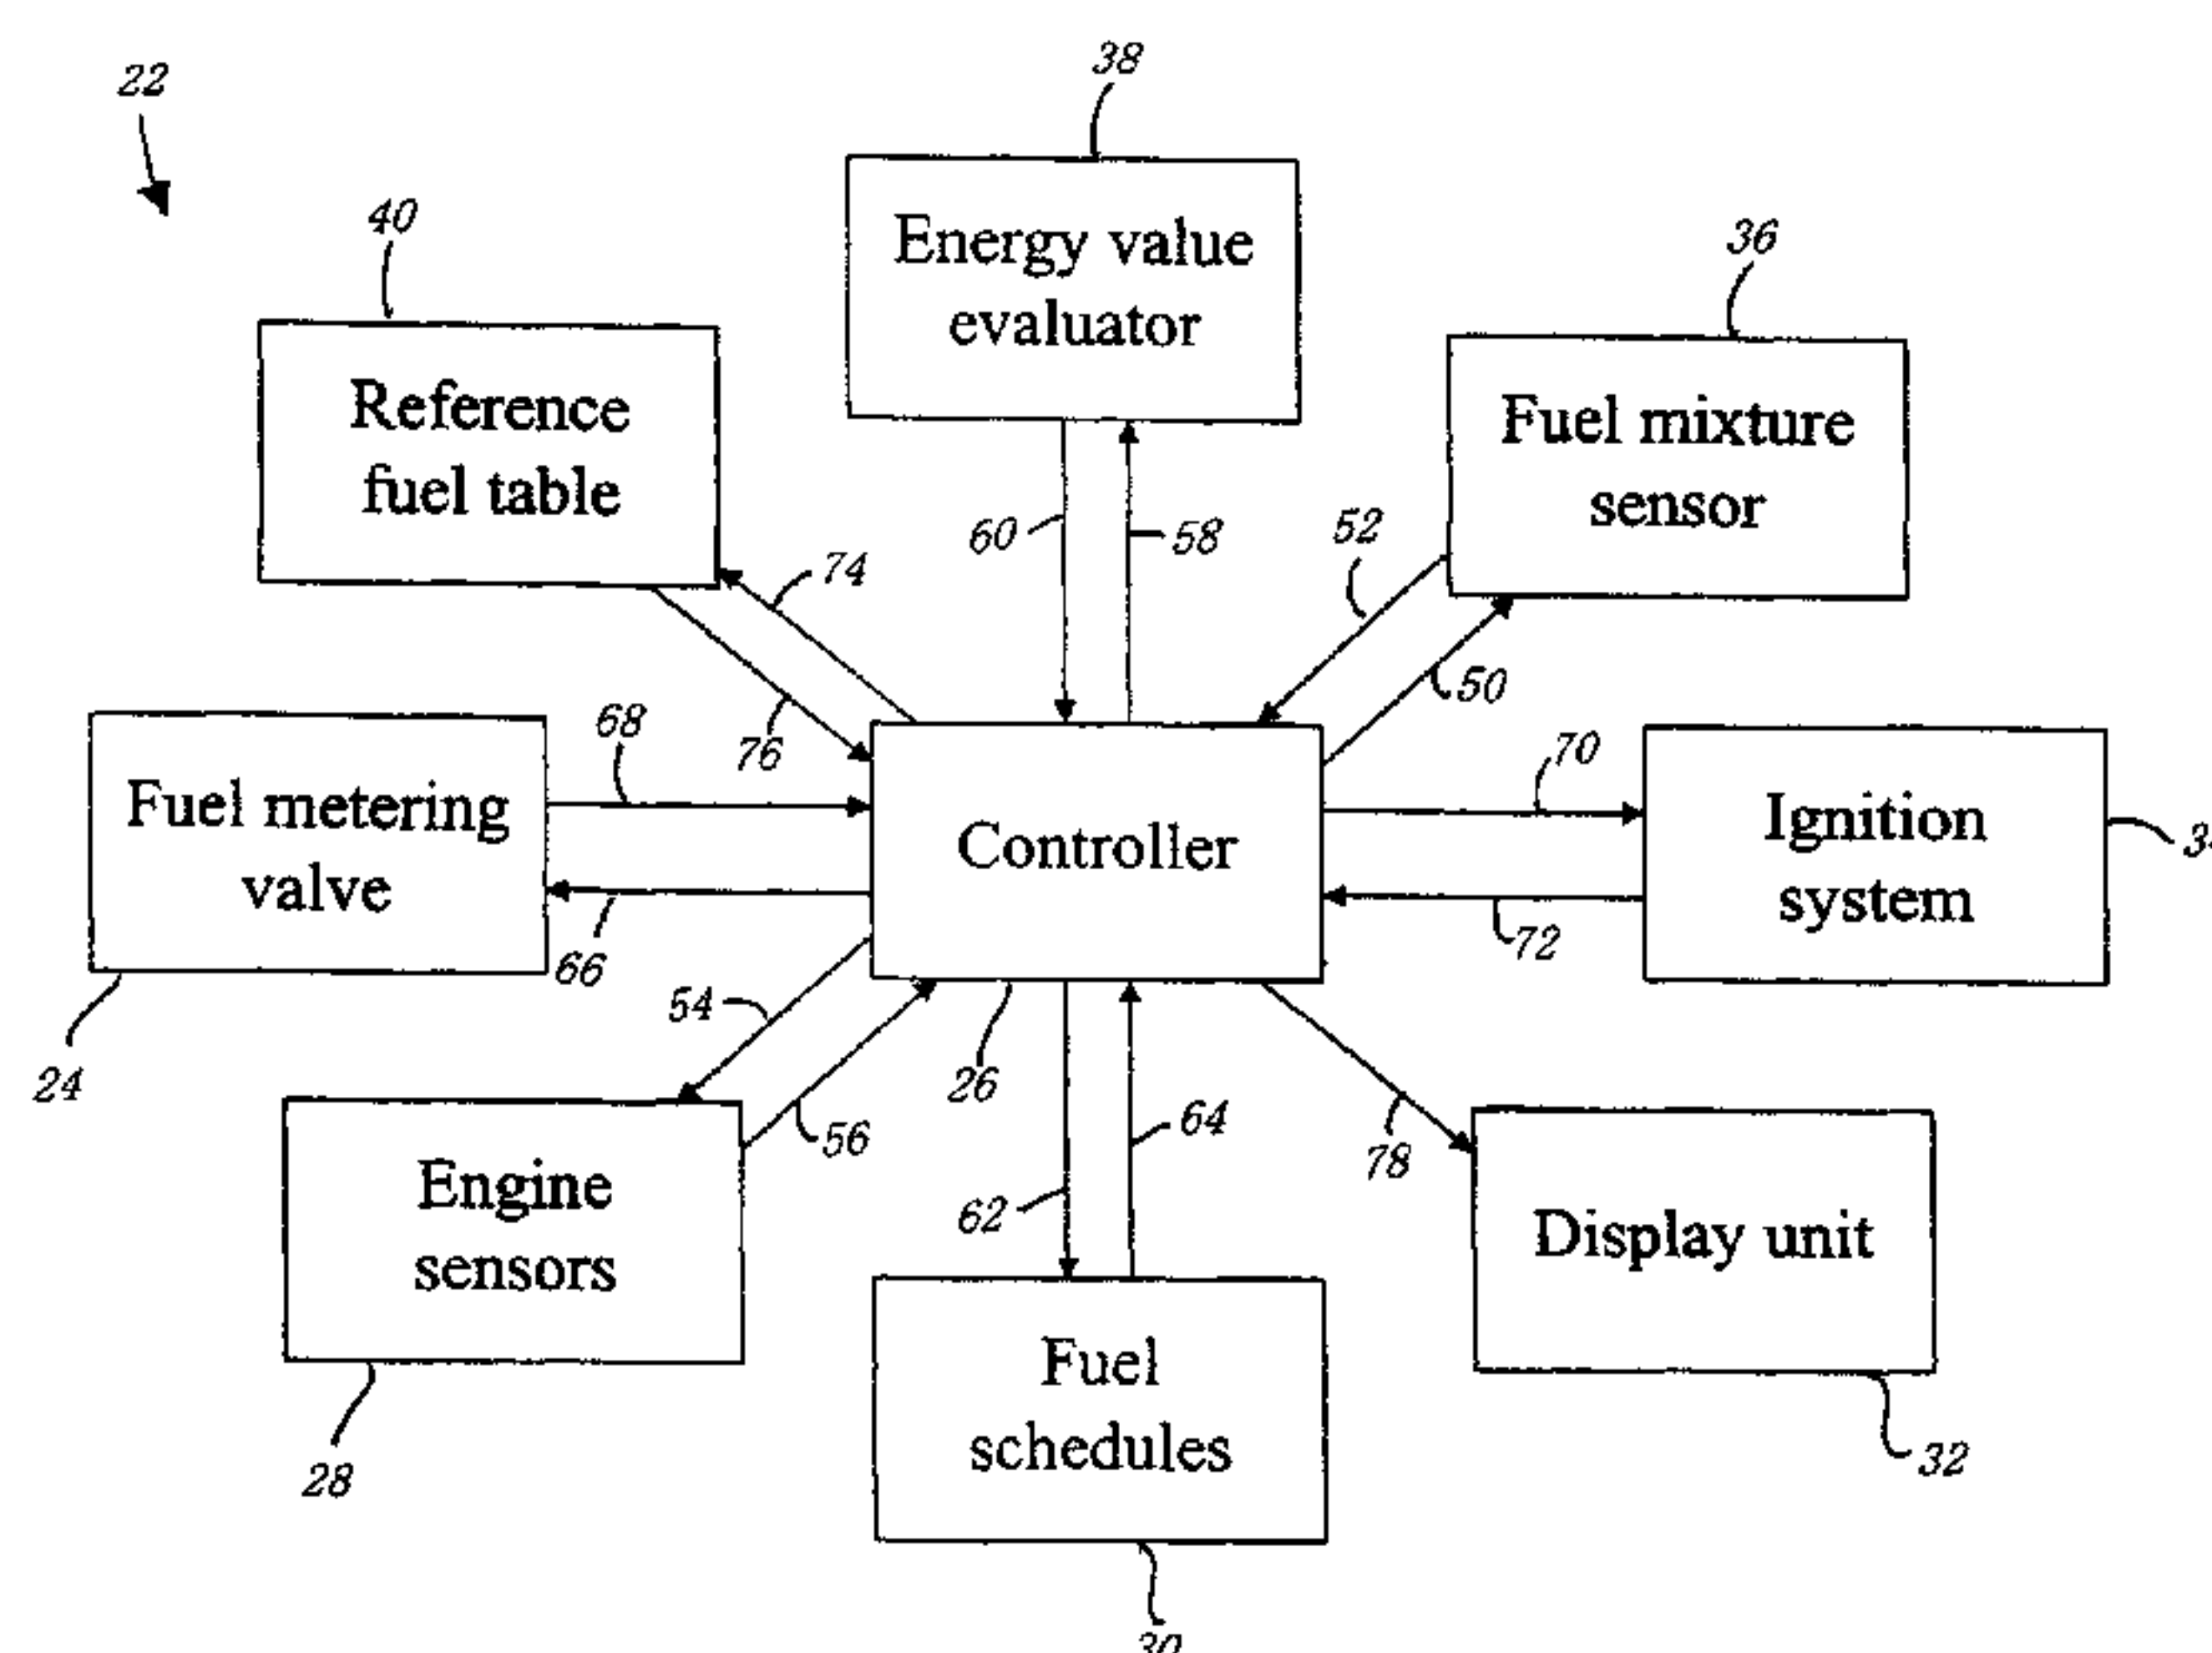 38
22
40
36
Energy value
evaluator
Reference
fuel table
Fuel mixture
sensor
60
58
52
74
50
76
68
70
Fuel metering
valve
Controller
Ignition
system
66
72
54
24
26
56
64
78
62
Engine
sensors
Display unit
Fuel
schedules
28
32